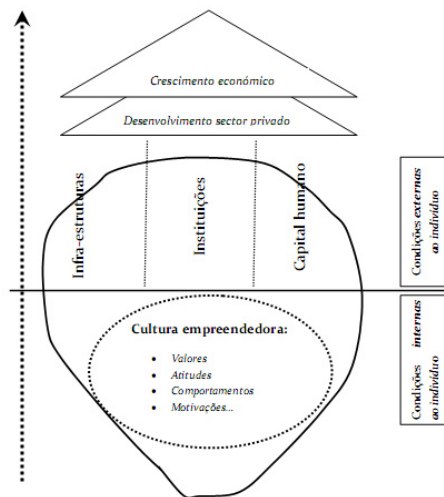 Crescimento económico
Desenvolvimento sector privado
Infra-estruturas
Instituições
Capital humano
Condições externas
ao indivíduo
Cultura empreendedora:
• Valores
• Atitudes
• Comportamentos
• Motivações...
Condições internas
ao indivíduo